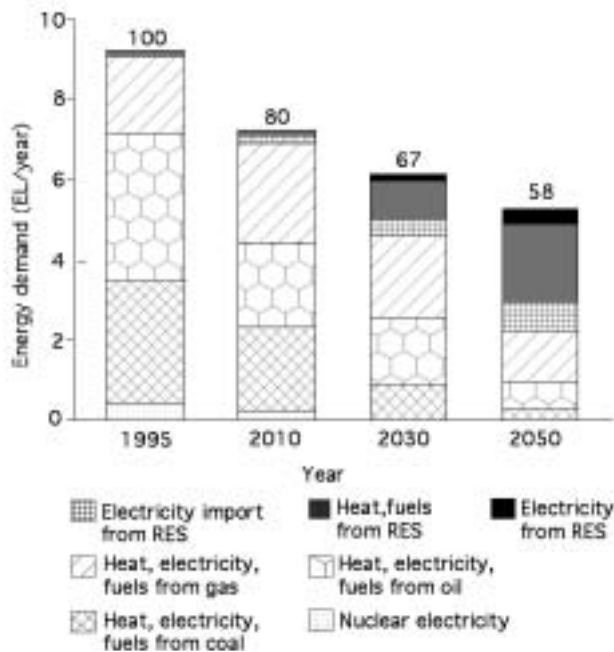 10
8
6
4
2
0
Energy demand (EL/year)
100
80
67
58
1995
2010
2030
2050
Year
Electricity import
from RES
Heat,fuels
from RES
Electricity
from RES
Heat, electricity,
fuels from gas
Heat, electricity,
fuels from oil
Heat, electricity,
fuels from coal
Nuclear electricity